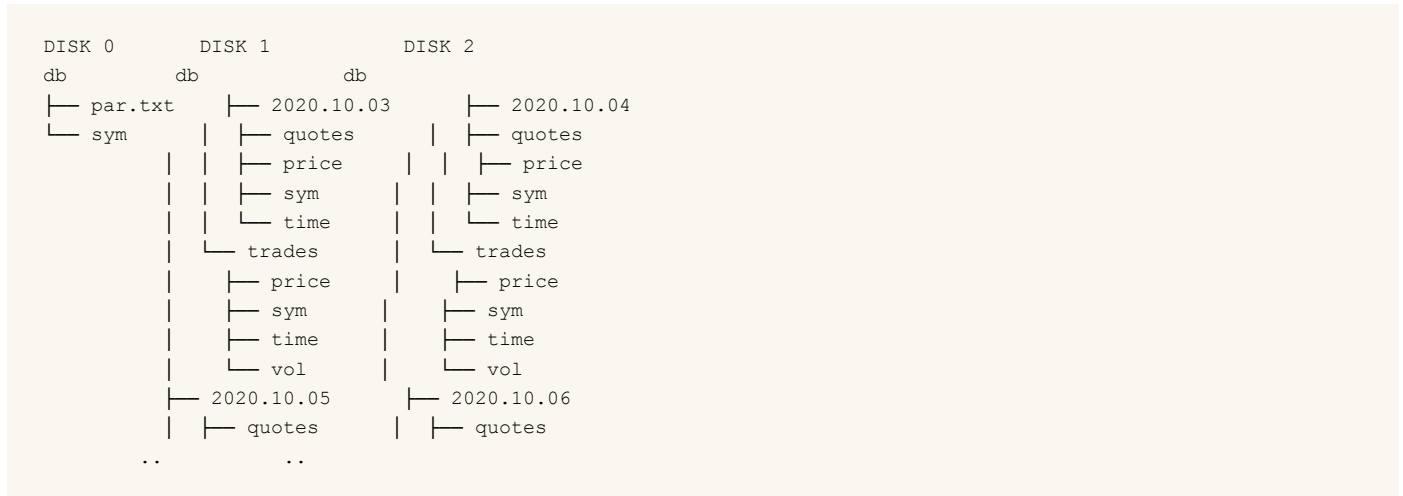 DISK 0       DISK 1           DISK 2
db         db            db
├── par.txt    ├── 2020.10.03      ├── 2020.10.04
└── sym      │  ├── quotes      │  ├── quotes
          │  │  ├── price     │  │  ├── price
          │  │  ├── sym      │  │  ├── sym
          │  │  └── time     │  │  └── time
          │  └── trades      │  └── trades
          │    ├── price     │    ├── price
          │    ├── sym      │    ├── sym
          │    ├── time     │    ├── time
          │    └── vol      │    └── vol
          ├── 2020.10.05      ├── 2020.10.06
          │  ├── quotes      │  ├── quotes
        ..          ..